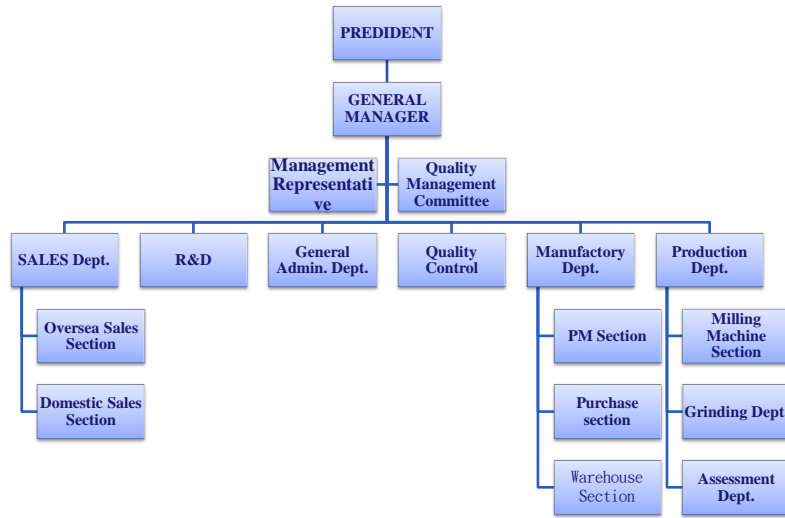 PREDIDENT
GENERAL
MANAGER
Management
Representati
ve
Quality
Management
Committee
SALES Dept.
R&D
General
Admin. Dept.
Quality
Control
Manufactory
Dept.
Production
Dept.
Oversea Sales
Section
Domestic Sales
Section
PM Section
Purchase
section
Warehouse
Section
Milling
Machine
Section
Grinding Dept
Assessment
Dept.